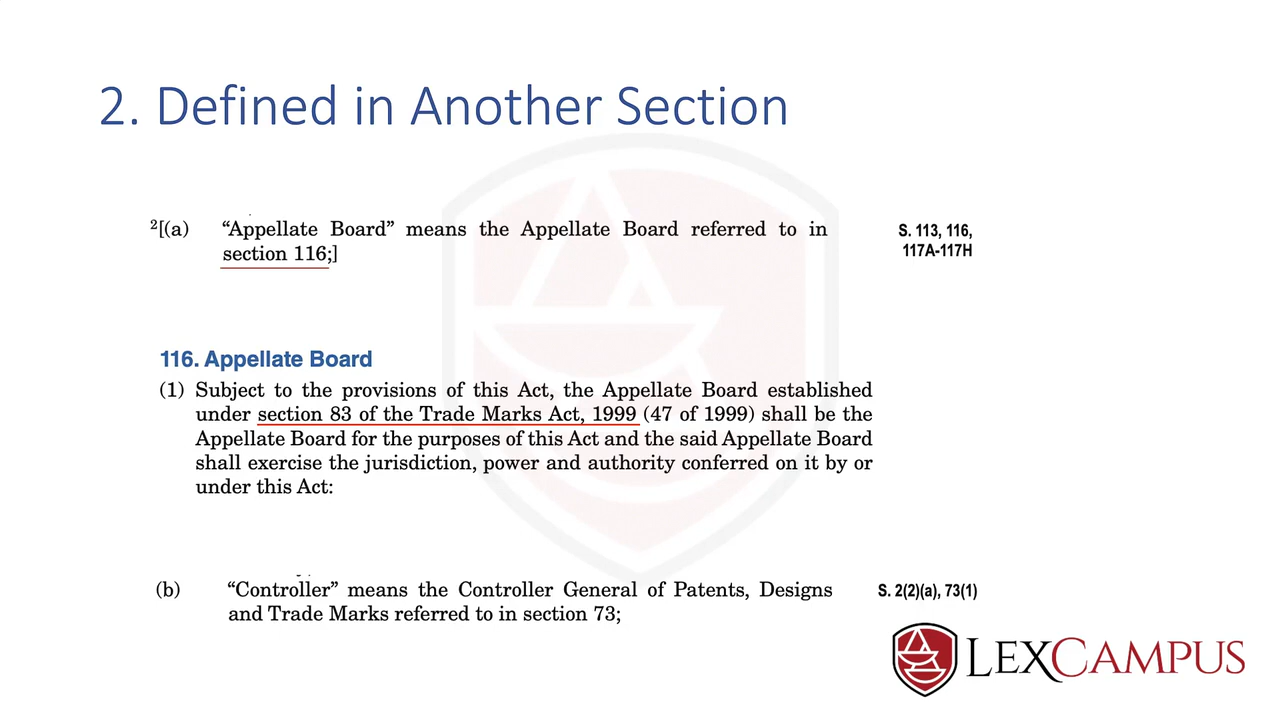 2. Defined in Another Section
2[(a) “Appellate Board” means the Appellate Board referred to in S. 113, 116,
section 116;] 117A-117H
116. Appellate Board
(1) Subject to the provisions of this Act, the Appellate Board established
under section 83 of the Trade Marks Act, 1999 (47 of 1999) shall be the
Appellate Board for the purposes of this Act and the said Appellate Board
shall exercise the jurisdiction, power and authority conferred on it by or
under this Act:
(b) “Controller” means the Controller General of Patents, Designs S. 2(2)(a), 73(1)
and Trade Marks referred to in section 73;
LEXCAMPUS